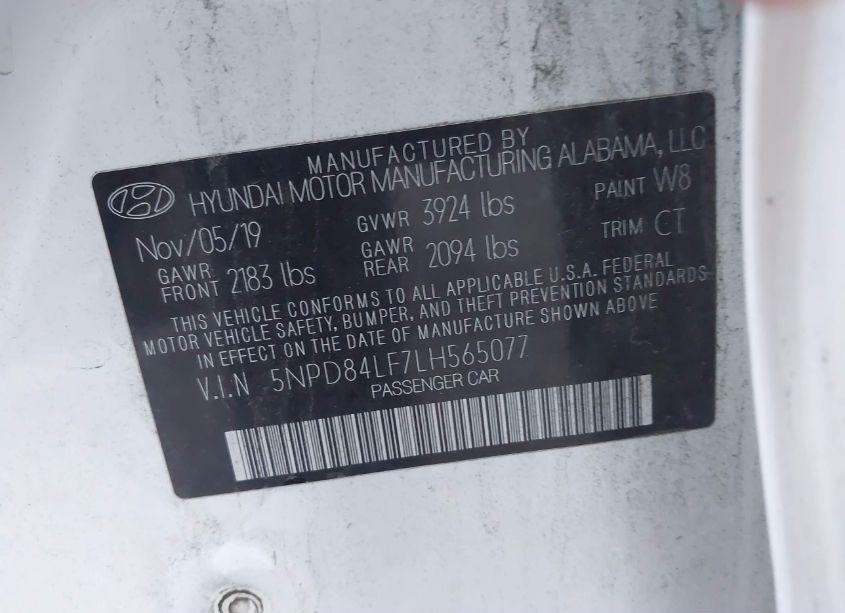 MANUFACTURED BY
HYUNDAI MOTOR MANUFACTURING ALABAMA, LLC
Nov/05/19 GVWR 3924 lbs PAINT W8
GAWR FRONT 2183 lbs GAWR REAR 2094 lbs TRIM CT
THIS VEHICLE CONFORMS TO ALL APPLICABLE U.S.A. FEDERAL
MOTOR VEHICLE SAFETY, BUMPER, AND THEFT PREVENTION STANDARDS
IN EFFECT ON THE DATE OF MANUFACTURE SHOWN ABOVE
V.I.N 5NPD84LF7LH565077
PASSENGER CAR